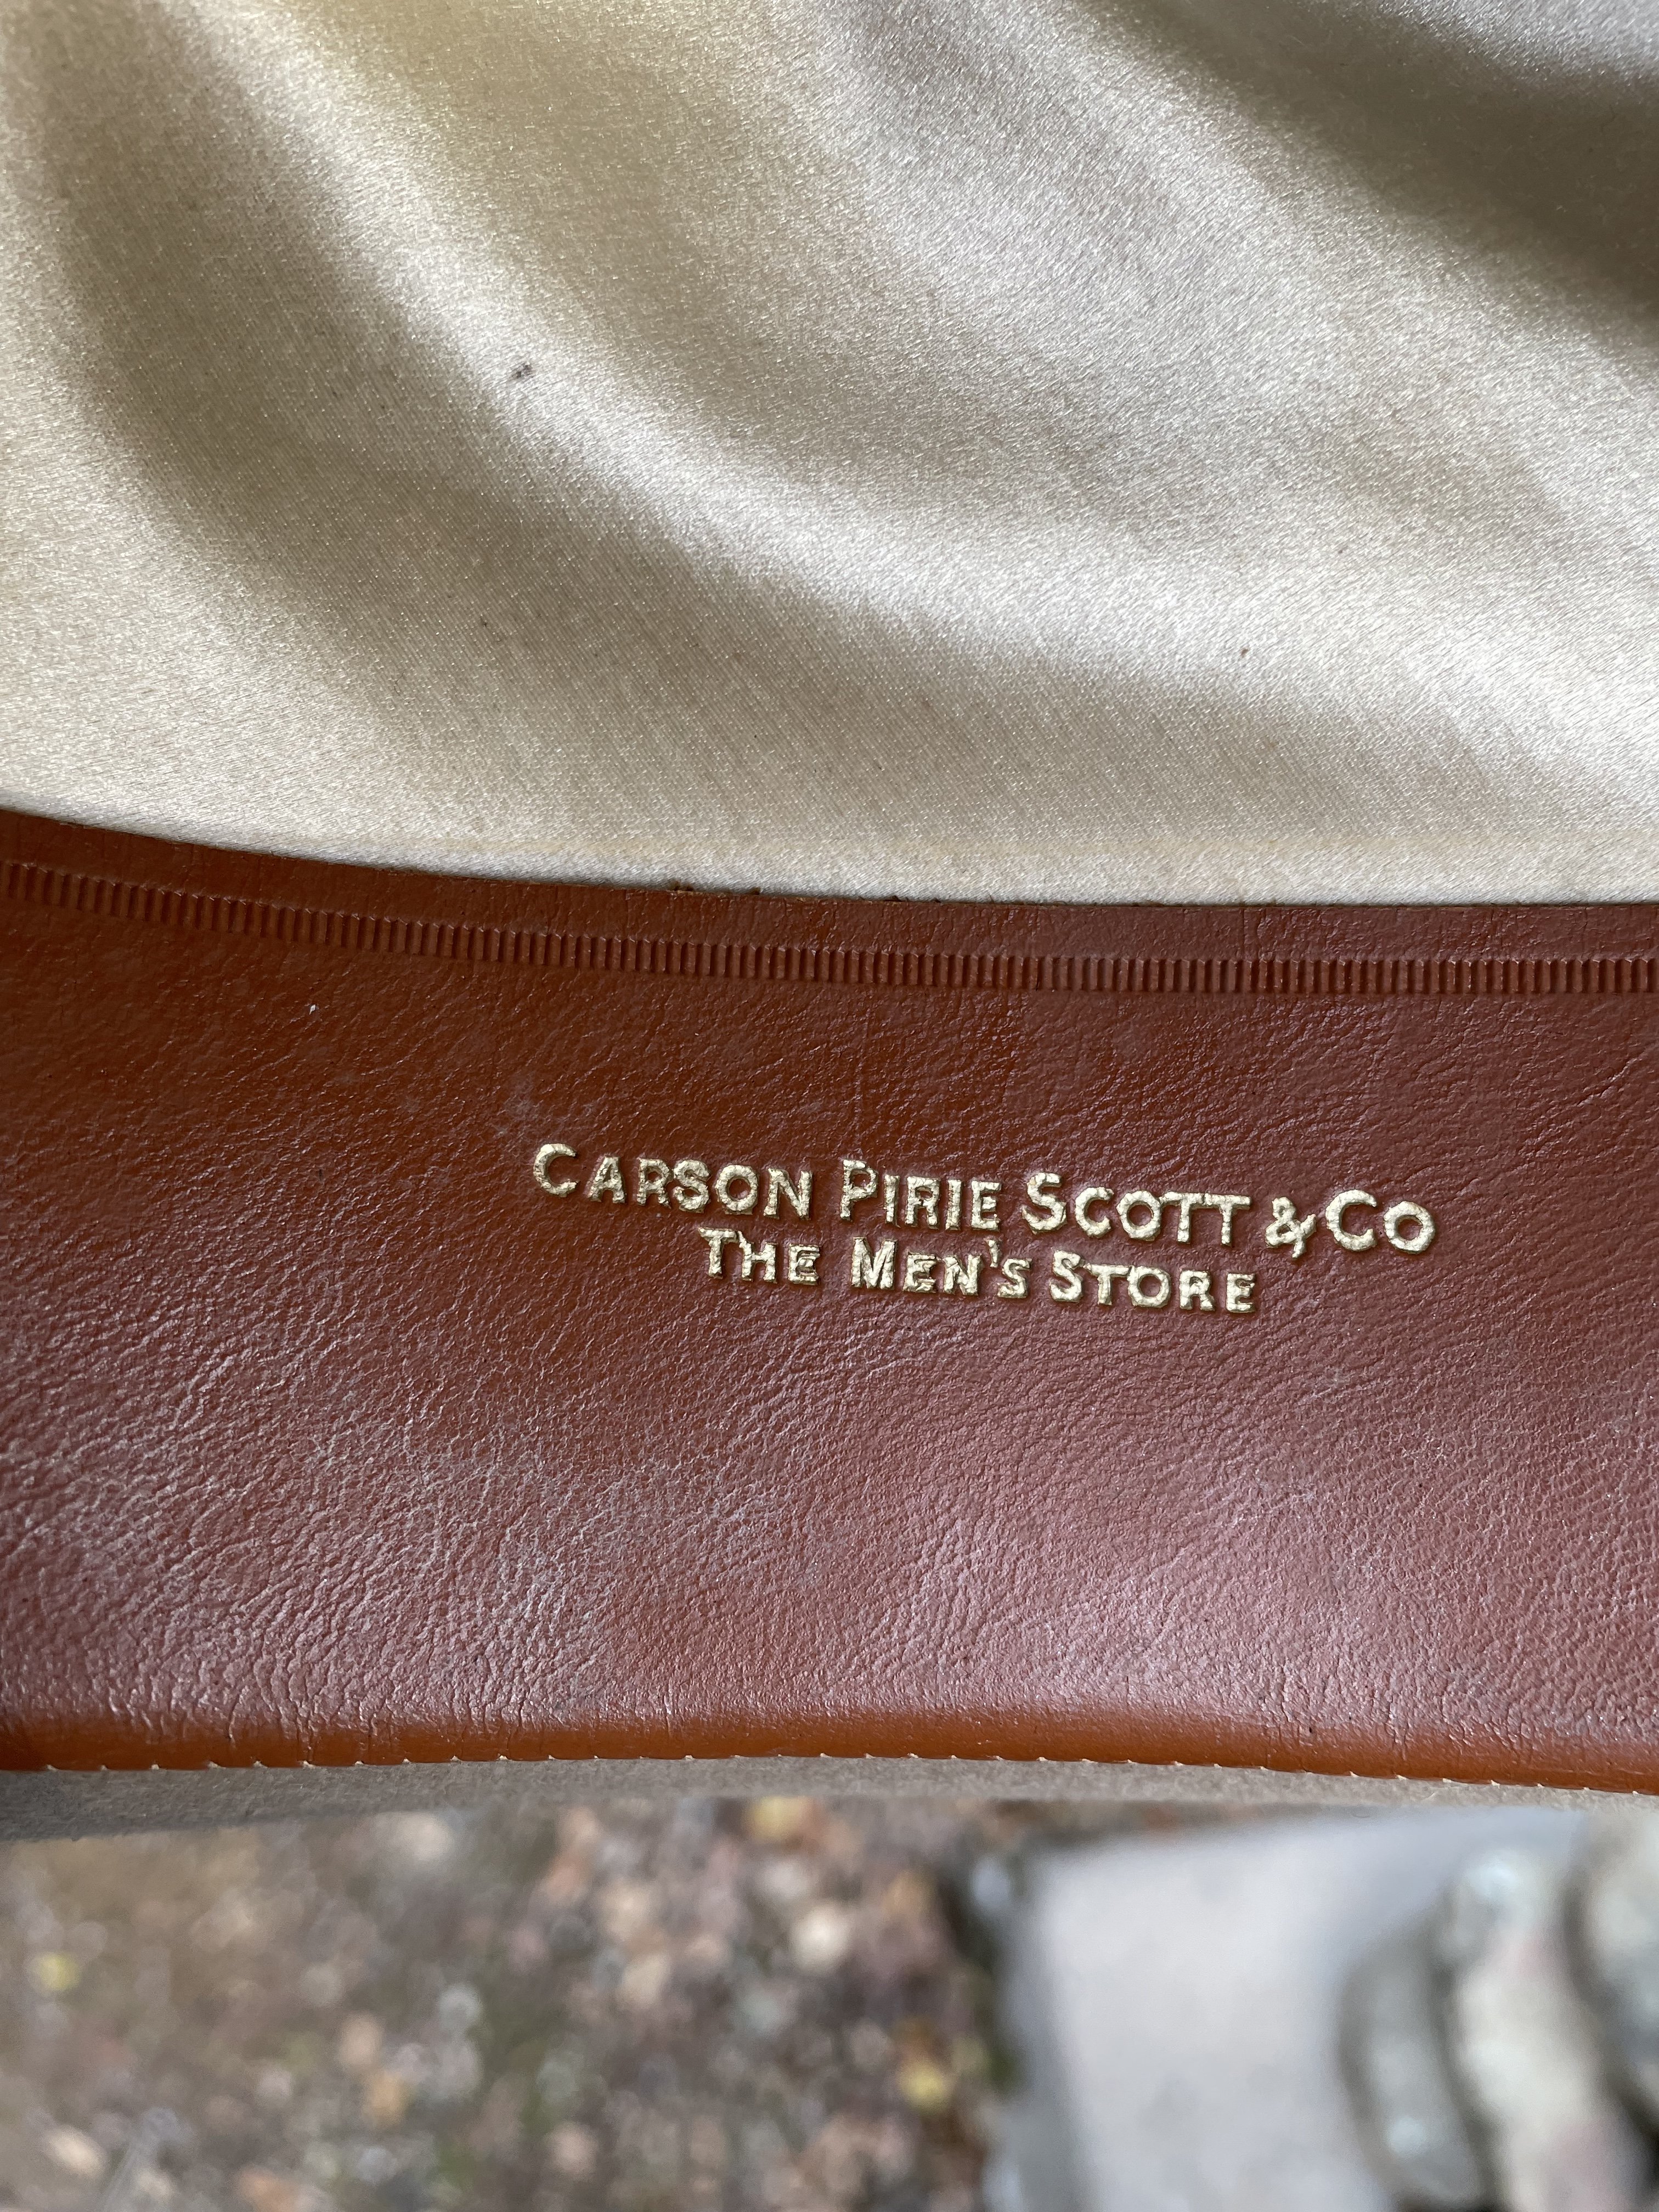 CARSON PIRIE SCOTT & CO
THE MEN'S STORE